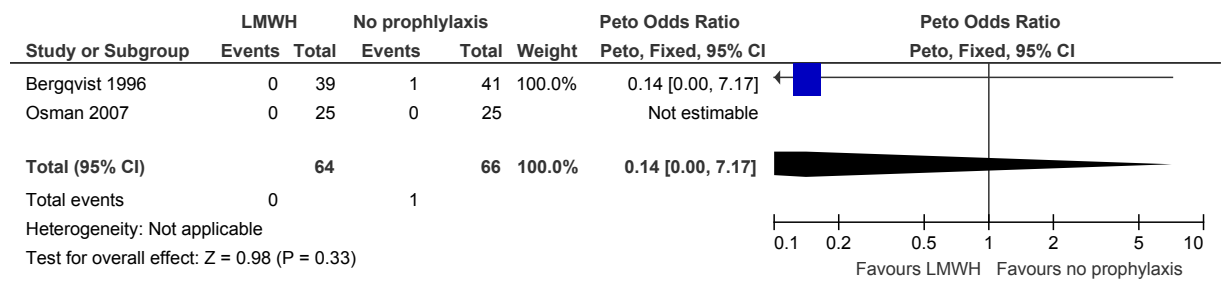 LMWH No prophlylaxis Peto Odds Ratio Peto Odds Ratio
Study or Subgroup Events Total Events Total Weight Peto, Fixed, 95% CI Peto, Fixed, 95% CI
Bergqvist 1996 0 39 1 41 100.0% 0.14 [0.00, 7.17]
Osman 2007 0 25 0 25 Not estimable
Total (95% CI) 64 66 100.0% 0.14 [0.00, 7.17]
Total events 0 1
Heterogeneity: Not applicable
Test for overall effect: Z = 0.98 (P = 0.33)
0.1 0.2 0.5 1 2 5 10
Favours LMWH Favours no prophylaxis